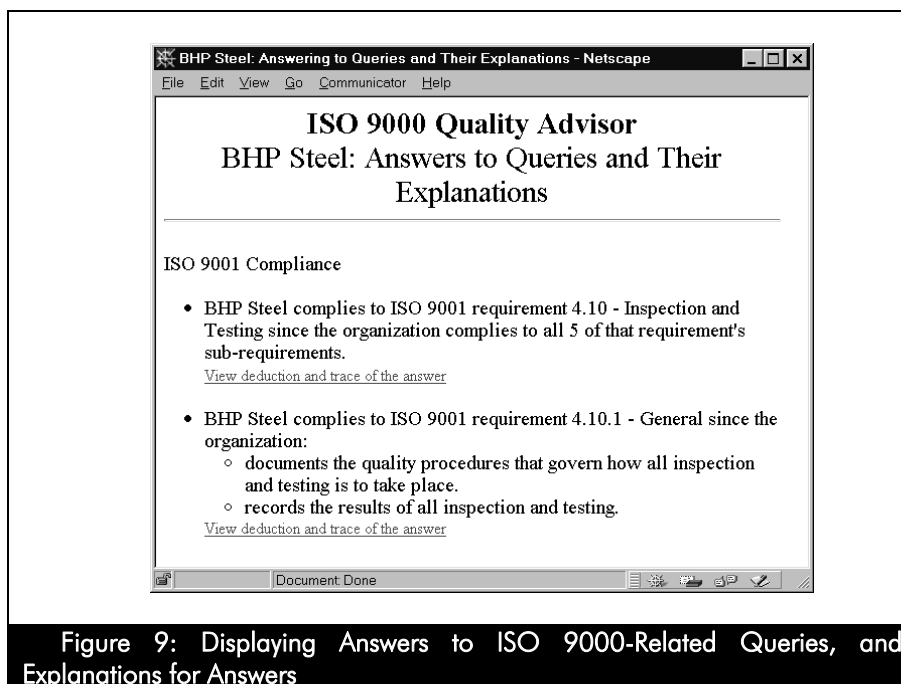 BHP Steel: Answering to Queries and Their Explanations - Netscape
File Edit View Go Communicator Help
ISO 9000 Quality Advisor
BHP Steel: Answers to Queries and Their
Explanations
ISO 9001 Compliance
• BHP Steel complies to ISO 9001 requirement 4.10 - Inspection and
Testing since the organization complies to all 5 of that requirement's
sub-requirements.
View deduction and trace of the answer
• BHP Steel complies to ISO 9001 requirement 4.10.1 - General since the
organization:
○ documents the quality procedures that govern how all inspection
and testing is to take place.
○ records the results of all inspection and testing.
View deduction and trace of the answer
Document: Done
Figure 9: Displaying Answers to ISO 9000-Related Queries, and
Explanations for Answers